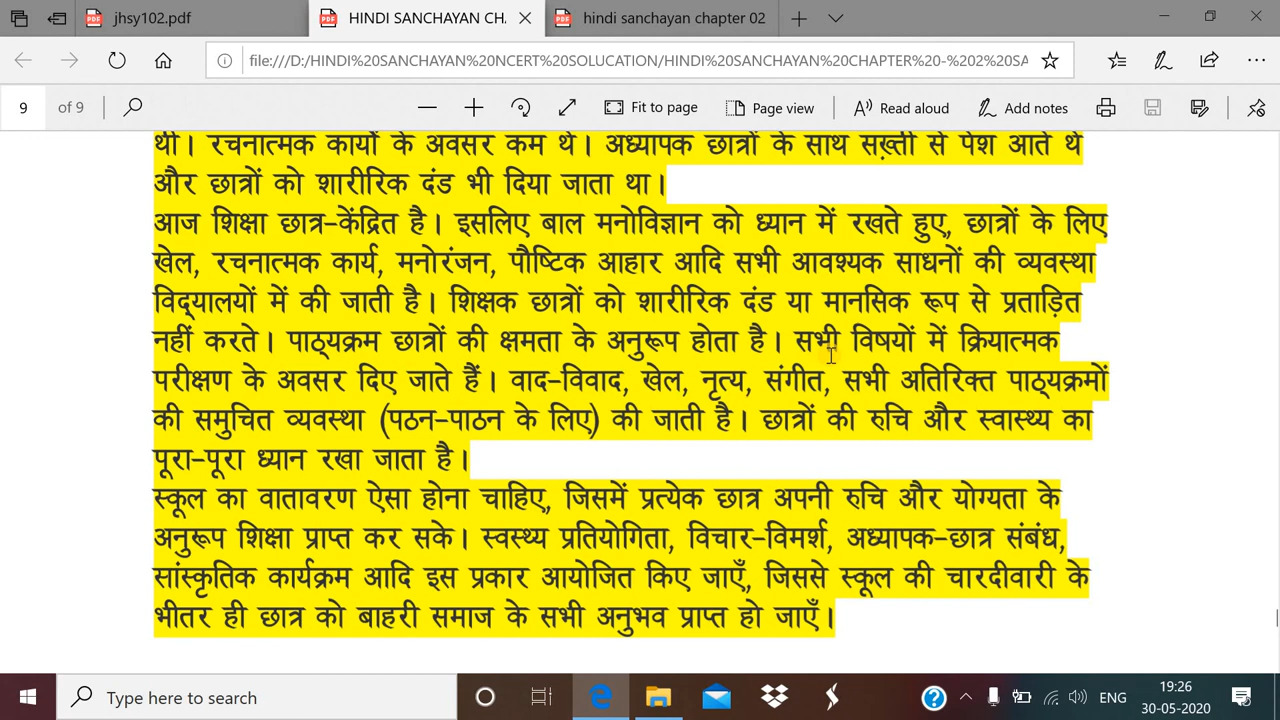 jhsy102.pdf
HINDI SANCHAYAN CHA
hindi sanchayan chapter 02
file:///D:/HINDI%20SANCHAYAN%20NCERT%20SOLUCATION/HINDI%20SANCHAYAN%20CHAPTER%20-%202%20SA
9 of 9
Fit to page
Page view
Read aloud
Add notes
थी। रचनात्मक कार्यों के अवसर कम थे। अध्यापक छात्रों के साथ सख़्ती से पेश आते थे
और छात्रों को शारीरिक दंड भी दिया जाता था।
आज शिक्षा छात्र-केंद्रित है। इसलिए बाल मनोविज्ञान को ध्यान में रखते हुए, छात्रों के लिए
खेल, रचनात्मक कार्य, मनोरंजन, पौष्टिक आहार आदि सभी आवश्यक साधनों की व्यवस्था
विद्यालयों में की जाती है। शिक्षक छात्रों को शारीरिक दंड या मानसिक रूप से प्रताड़ित
नहीं करते। पाठ्यक्रम छात्रों की क्षमता के अनुरूप होता है। सभी विषयों में क्रियात्मक
परीक्षण के अवसर दिए जाते हैं। वाद-विवाद, खेल, नृत्य, संगीत, सभी अतिरिक्त पाठ्यक्रमों
की समुचित व्यवस्था (पठन-पाठन के लिए) की जाती है। छात्रों की रुचि और स्वास्थ्य का
पूरा-पूरा ध्यान रखा जाता है।
स्कूल का वातावरण ऐसा होना चाहिए, जिसमें प्रत्येक छात्र अपनी रुचि और योग्यता के
अनुरूप शिक्षा प्राप्त कर सके। स्वस्थ्य प्रतियोगिता, विचार-विमर्श, अध्यापक-छात्र संबंध,
सांस्कृतिक कार्यक्रम आदि इस प्रकार आयोजित किए जाएँ, जिससे स्कूल की चारदीवारी के
भीतर ही छात्र को बाहरी समाज के सभी अनुभव प्राप्त हो जाएँ।
Type here to search
ENG
19:26
30-05-2020